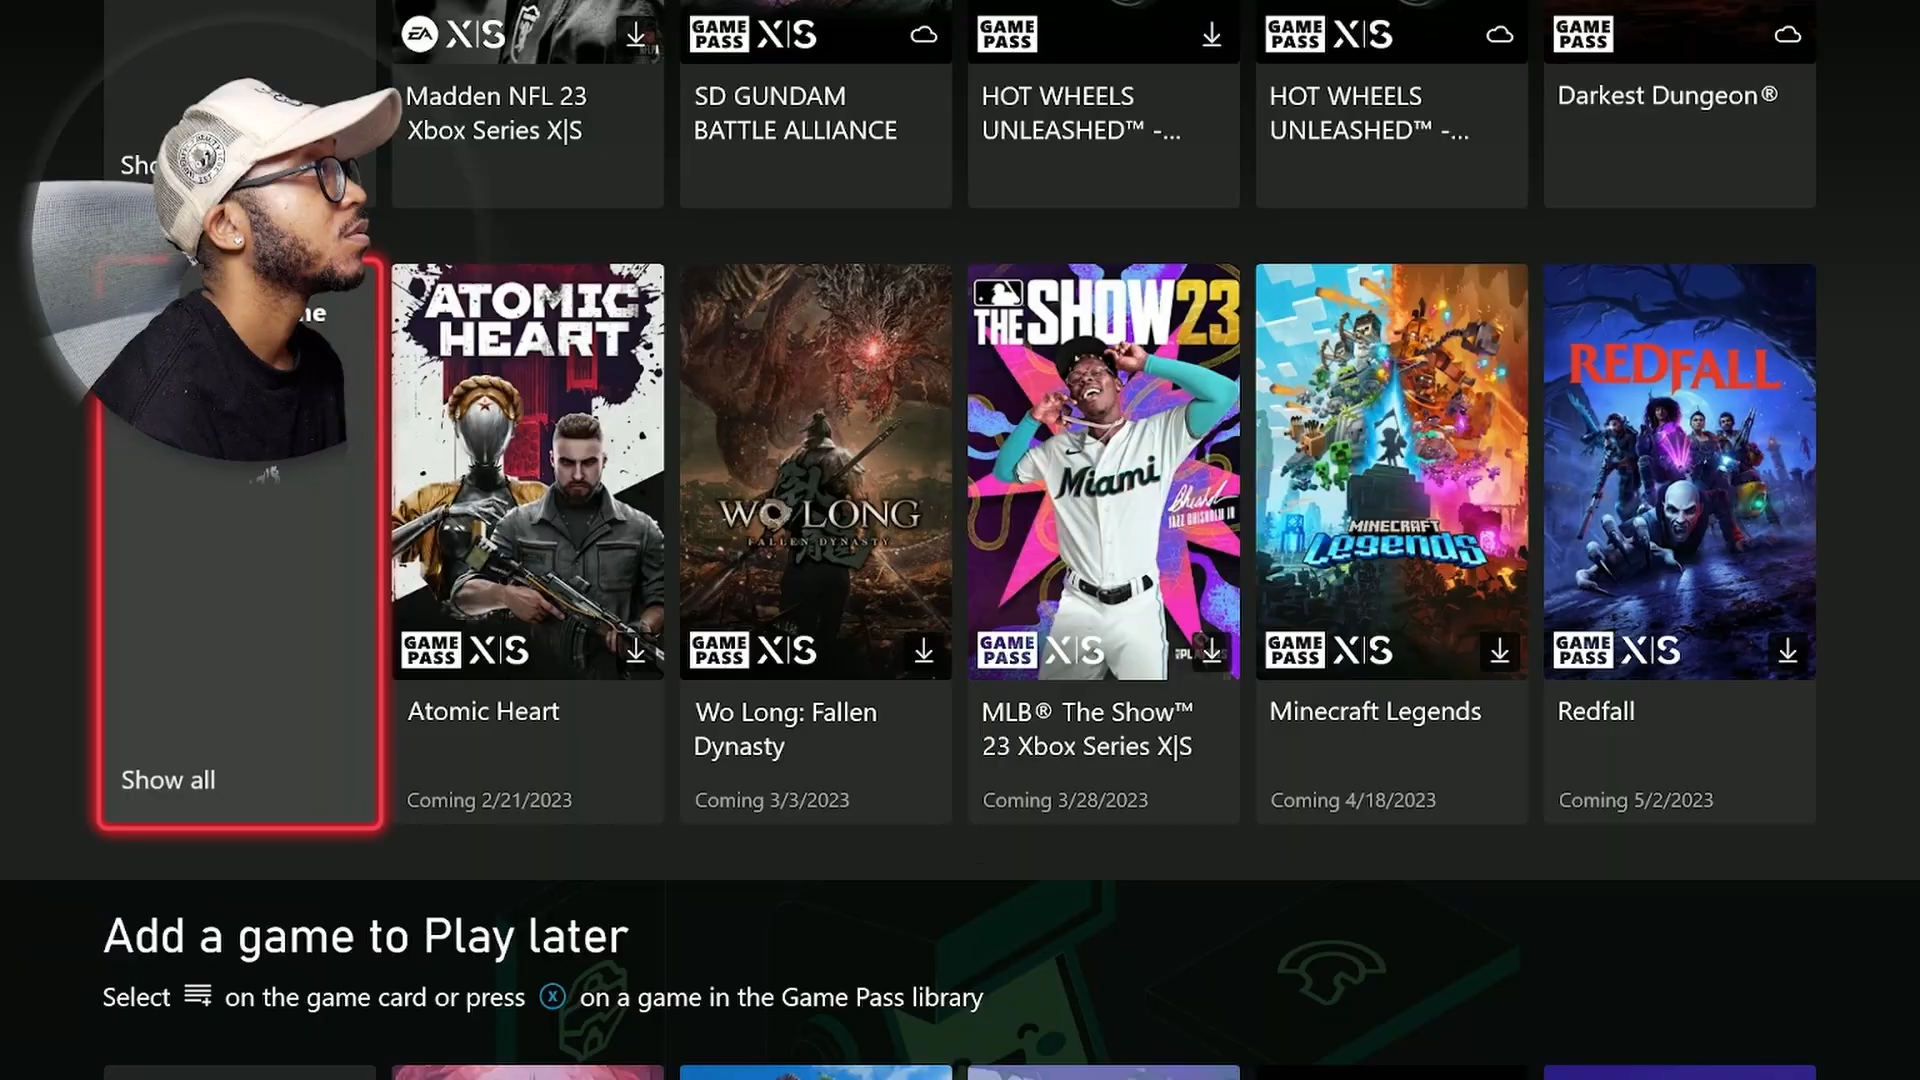 EA X|S
GAME PASS X|S
GAME PASS
GAME PASS X|S
GAME PASS
Madden NFL 23
Xbox Series X|S
SD GUNDAM
BATTLE ALLIANCE
HOT WHEELS
UNLEASHED™ -...
HOT WHEELS
UNLEASHED™ -...
Darkest Dungeon®
Sho
ne
Show all
ATOMIC
HEART
GAME PASS X|S
Atomic Heart
Coming 2/21/2023
WO LONG
FALLEN DYNASTY
GAME PASS X|S
Wo Long: Fallen
Dynasty
Coming 3/3/2023
THE SHOW 23
Miami
JAZZ CHISHOLM JR
GAME PASS X|S
MLB® The Show™
23 Xbox Series X|S
Coming 3/28/2023
MINECRAFT
Legends
GAME PASS X|S
Minecraft Legends
Coming 4/18/2023
REDFALL
GAME PASS X|S
Redfall
Coming 5/2/2023
Add a game to Play later
Select on the game card or press X on a game in the Game Pass library